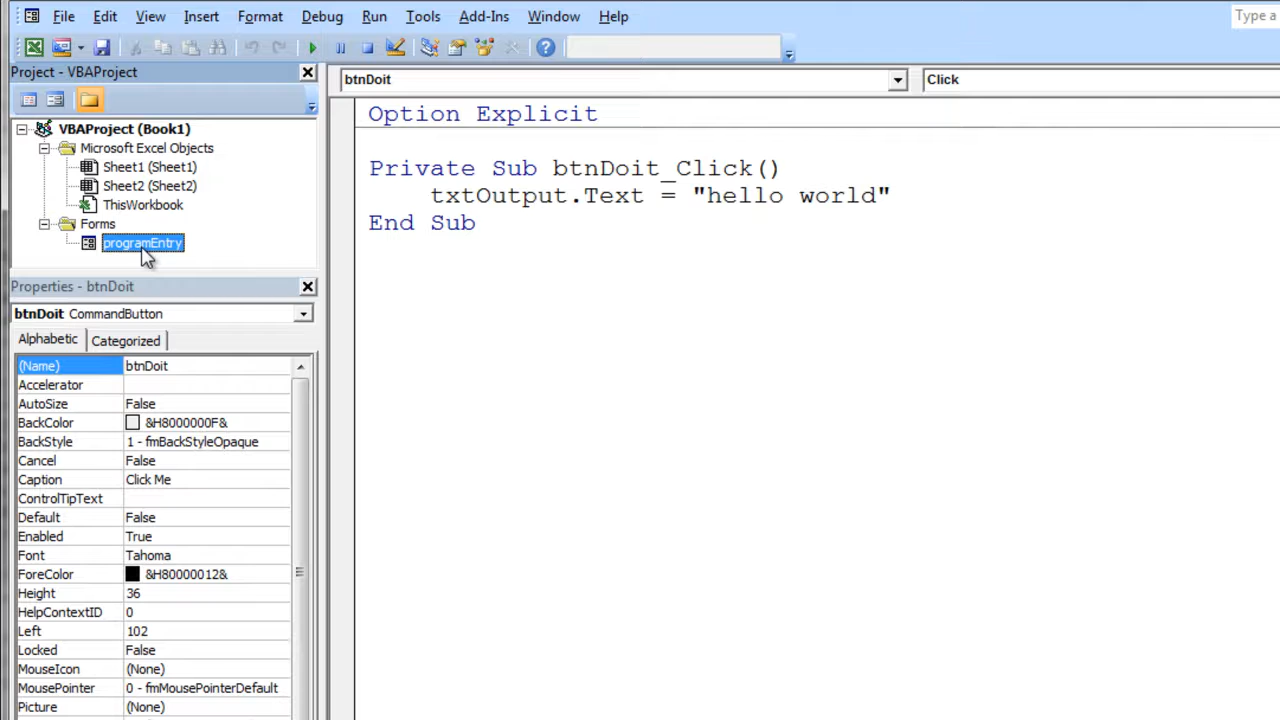 File Edit View Insert Format Debug Run Tools Add-Ins Window Help
Type a
Project - VBAProject
VBAProject (Book1)
Microsoft Excel Objects
Sheet1 (Sheet1)
Sheet2 (Sheet2)
ThisWorkbook
Forms
programEntry
Properties - btnDoit
btnDoit CommandButton
Alphabetic Categorized
(Name) btnDoit
Accelerator
AutoSize False
BackColor &H8000000F&
BackStyle 1 - fmBackStyleOpaque
Cancel False
Caption Click Me
ControlTipText
Default False
Enabled True
Font Tahoma
ForeColor &H80000012&
Height 36
HelpContextID 0
Left 102
Locked False
MouseIcon (None)
MousePointer 0 - fmMousePointerDefault
Picture (None)
btnDoit Click
Option Explicit
Private Sub btnDoit_Click()
txtOutput.Text = "hello world"
End Sub